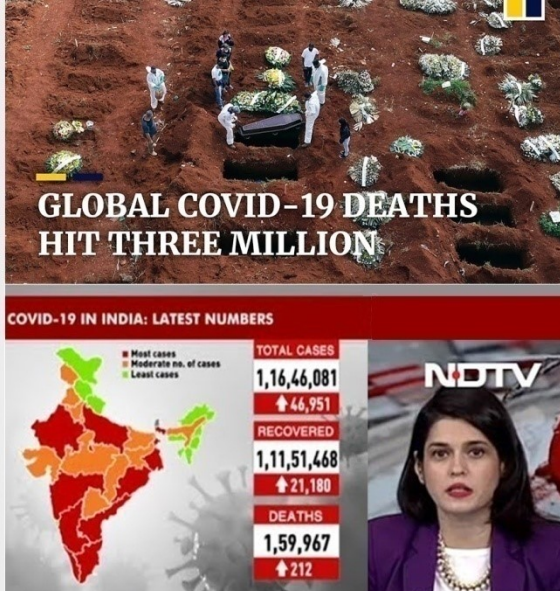 GLOBAL COVID-19 DEATHS
HIT THREE MILLION
COVID-19 IN INDIA: LATEST NUMBERS
Most cases
Moderate no. of cases
Least cases
TOTAL CASES
1,16,46,081
46,951
RECOVERED
1,11,51,468
21,180
DEATHS
1,59,967
212
NDTV